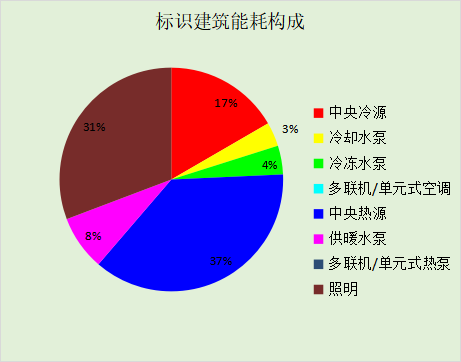 标识建筑能耗构成
17%
3%
4%
37%
8%
31%
中央冷源
冷却水泵
冷冻水泵
多联机/单元式空调
中央热源
供暖水泵
多联机/单元式热泵
照明